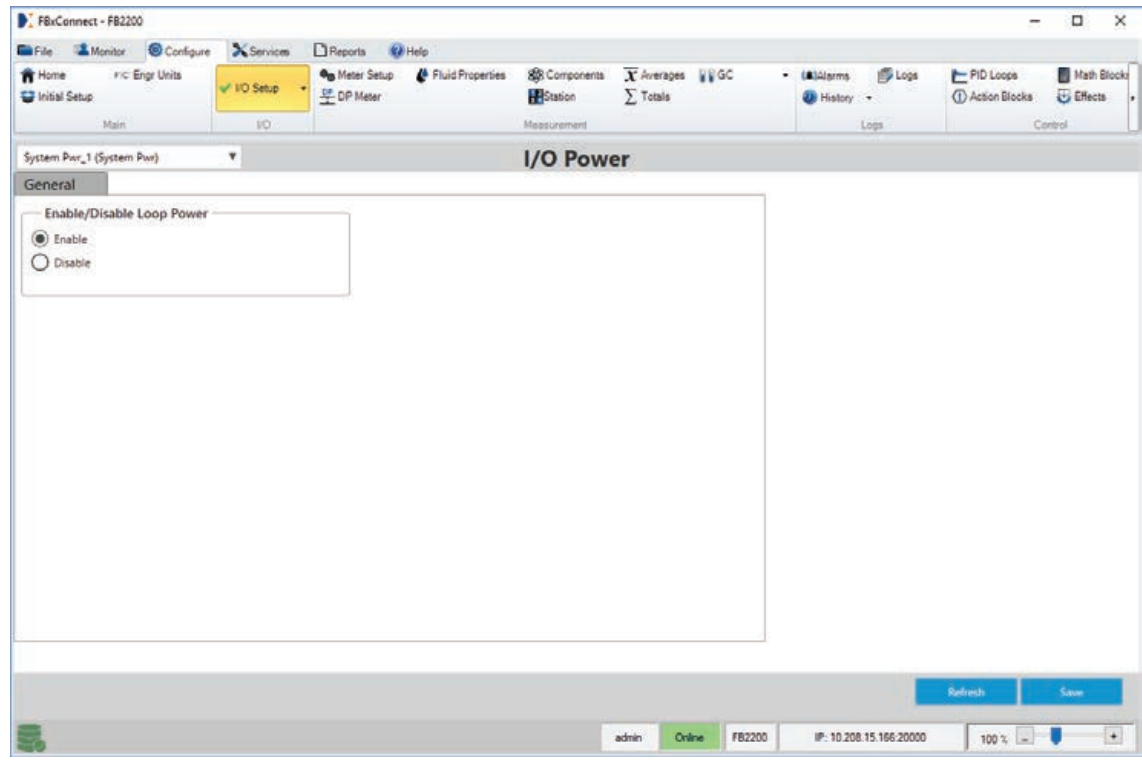 FBxConnect - FB2200
File Monitor Configure Services Reports Help
Home F/C Engr Units I/O Setup Meter Setup Fluid Properties Components Averages GC Alarms Logs PID Loops Math Blocks
Initial Setup DP Meter Station Totals History Action Blocks Effects
Main I/O Measurement Logs Control
System Pwr_1 (System Pwr) I/O Power
General
Enable/Disable Loop Power
Enable
Disable
Refresh Save
admin Online FB2200 IP: 10.208.15.166:20000 100 %